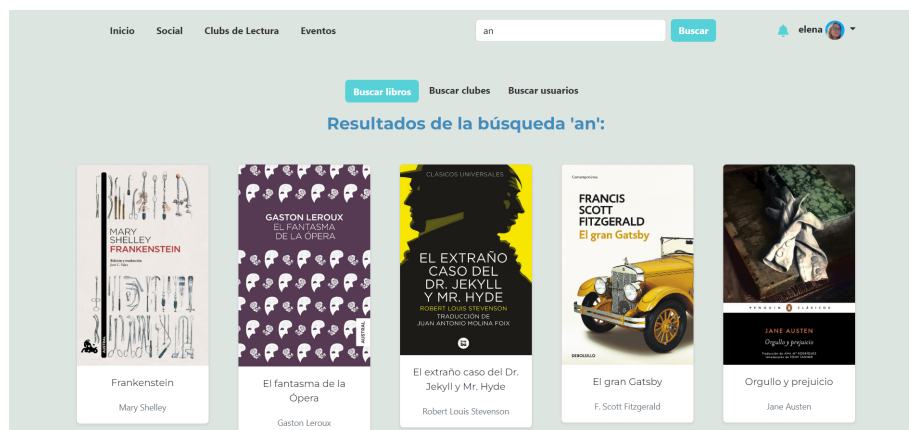 Inicio Social Clubs de Lectura Eventos an Buscar elena
Buscar libros Buscar clubes Buscar usuarios
Resultados de la búsqueda 'an':
MARY
SHELLEY
FRANKENSTEIN
Edición y traducción
GASTON LEROUX
EL FANTASMA
DE LA ÓPERA
AUSTRAL
CLÁSICOS UNIVERSALES
EL EXTRAÑO
CASO DEL
DR. JEKYLL
Y MR. HYDE
ROBERT LOUIS STEVENSON
TRADUCCIÓN DE
JUAN ANTONIO MOLINA FOIX
Contemporánea
FRANCIS
SCOTT
FITZGERALD
El gran Gatsby
DEBOLSILLO
PENGUIN CLÁSICOS
JANE AUSTEN
Orgullo y prejuicio
Frankenstein
Mary Shelley
El fantasma de la
Ópera
Gaston Leroux
El extraño caso del Dr.
Jekyll y Mr. Hyde
Robert Louis Stevenson
El gran Gatsby
F. Scott Fitzgerald
Orgullo y prejuicio
Jane Austen